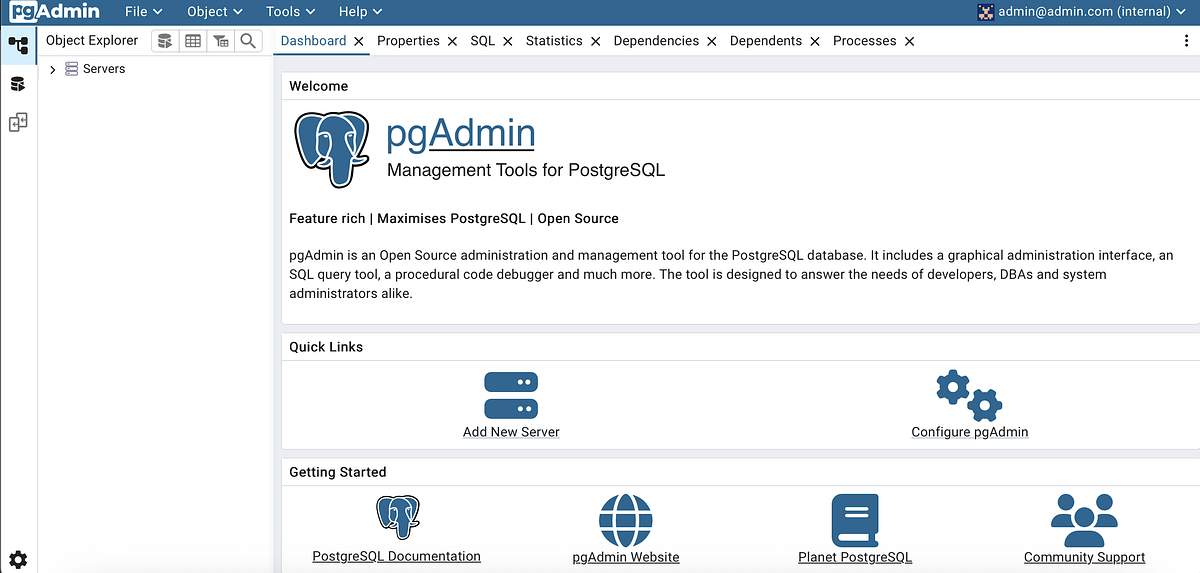 pgAdmin File Object Tools Help admin@admin.com (internal)
Object Explorer
Dashboard Properties SQL Statistics Dependencies Dependents Processes
Servers
Welcome
pgAdmin
Management Tools for PostgreSQL
Feature rich | Maximises PostgreSQL | Open Source
pgAdmin is an Open Source administration and management tool for the PostgreSQL database. It includes a graphical administration interface, an
SQL query tool, a procedural code debugger and much more. The tool is designed to answer the needs of developers, DBAs and system
administrators alike.
Quick Links
Add New Server Configure pgAdmin
Getting Started
PostgreSQL Documentation pgAdmin Website Planet PostgreSQL Community Support